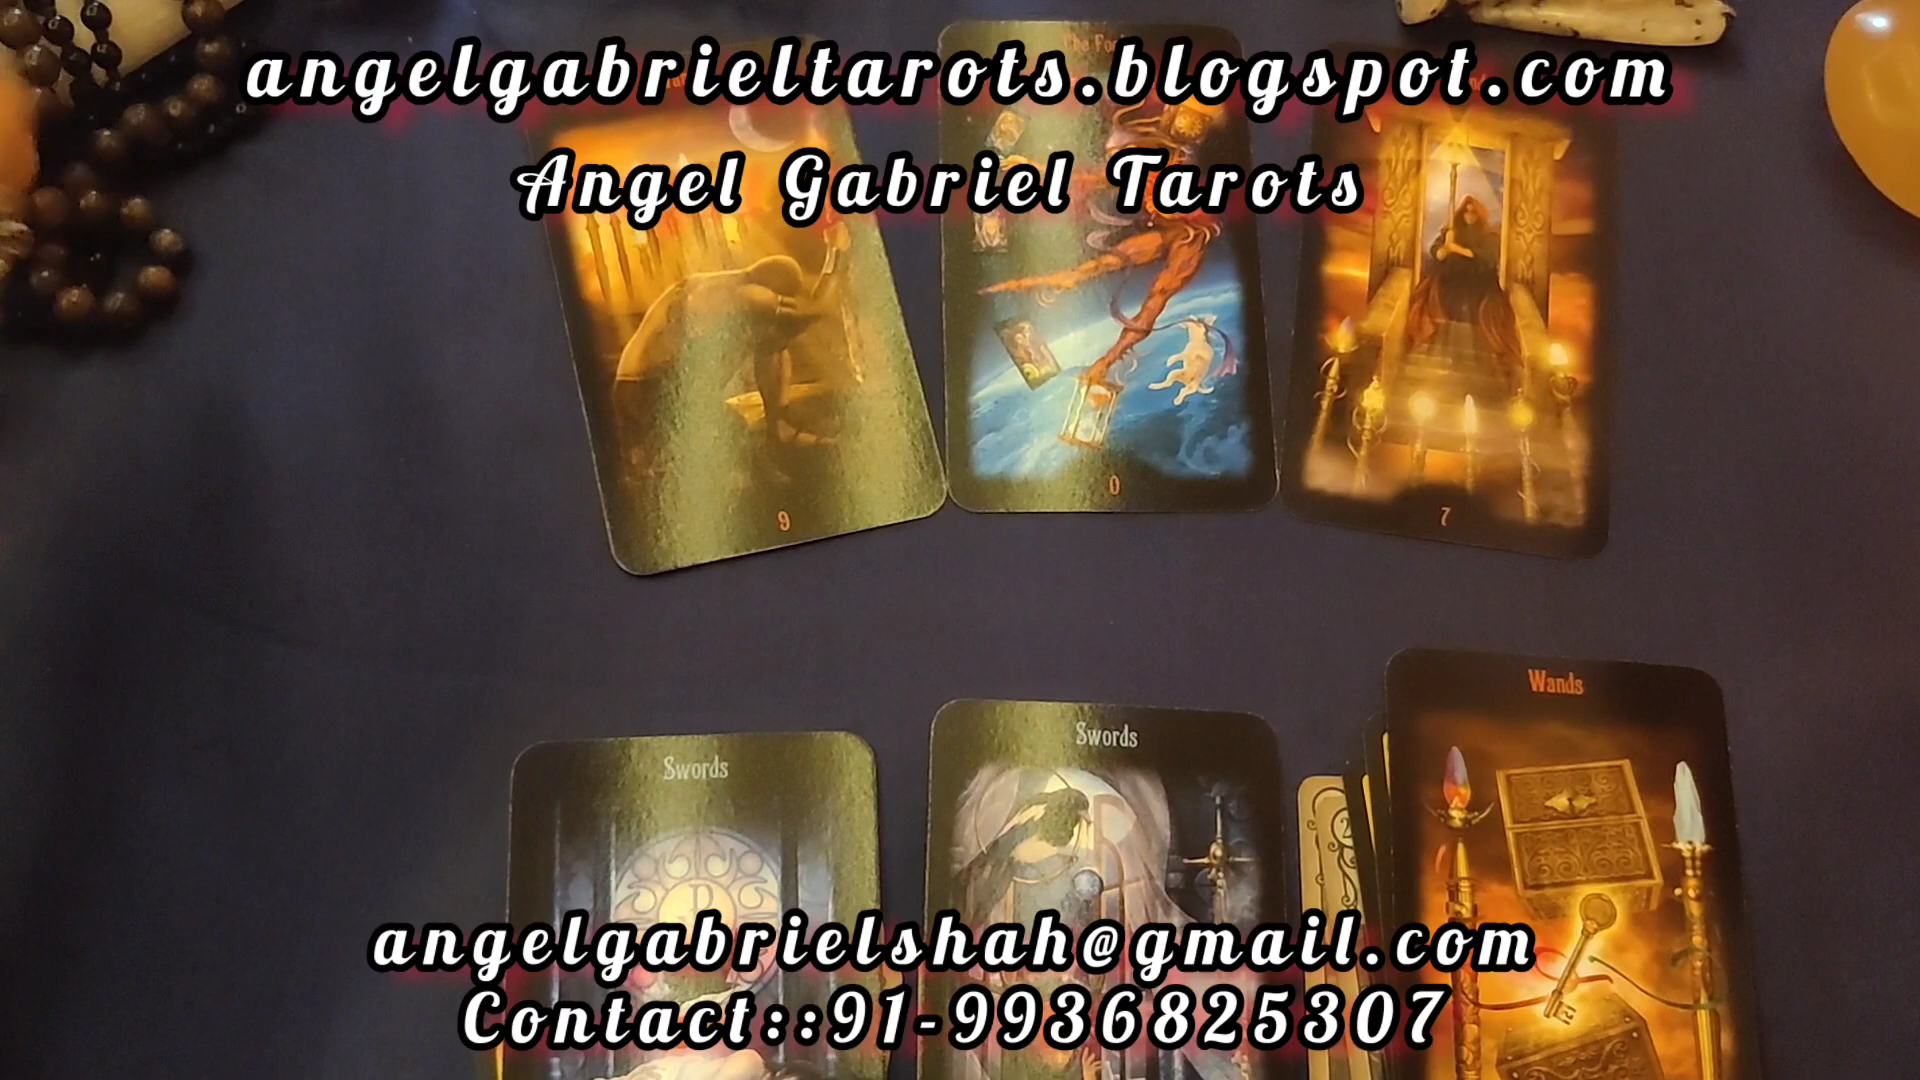 angelgabrieltarots.blogspot.com
Angel Gabriel Tarots
9
0
7
Wands
Swords
Swords
angelgabrielshah@gmail.com
Contact::91-9936825307